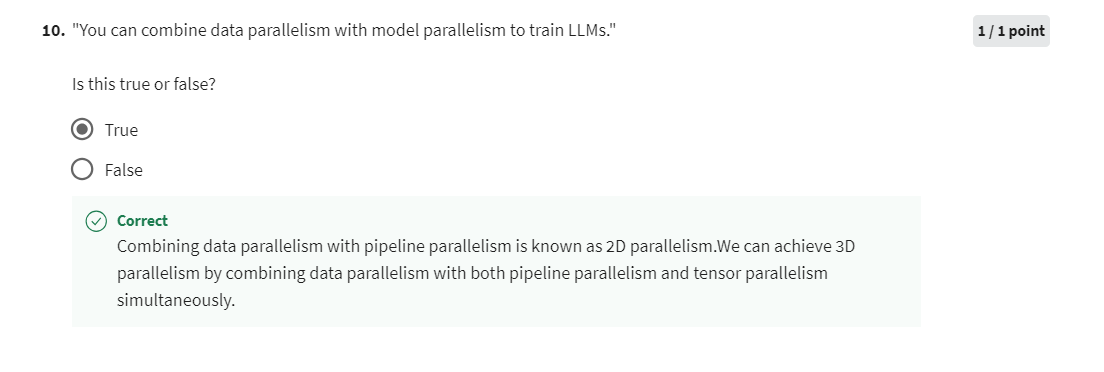 10. "You can combine data parallelism with model parallelism to train LLMs."
1 / 1 point
Is this true or false?
True
False
Correct
Combining data parallelism with pipeline parallelism is known as 2D parallelism.We can achieve 3D
parallelism by combining data parallelism with both pipeline parallelism and tensor parallelism
simultaneously.